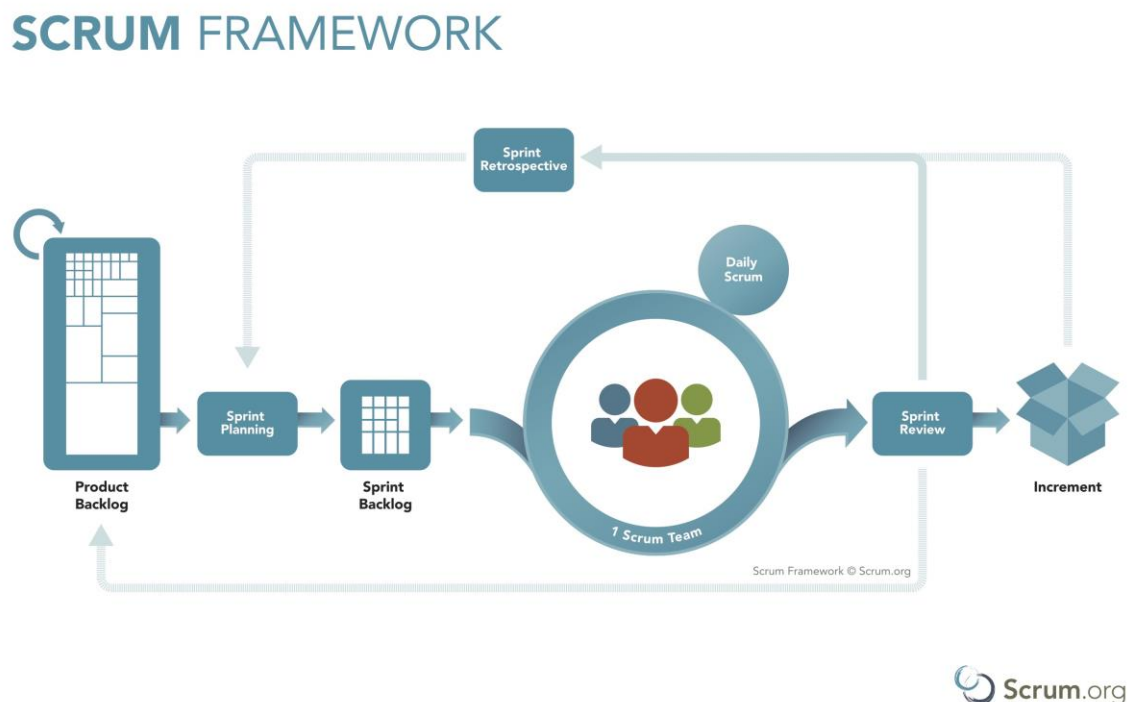 SCRUM FRAMEWORK
Sprint
Retrospective
Daily
Scrum
Sprint
Planning
Sprint
Review
Product
Backlog
Sprint
Backlog
Increment
1 Scrum Team
Scrum Framework © Scrum.org
Scrum.org